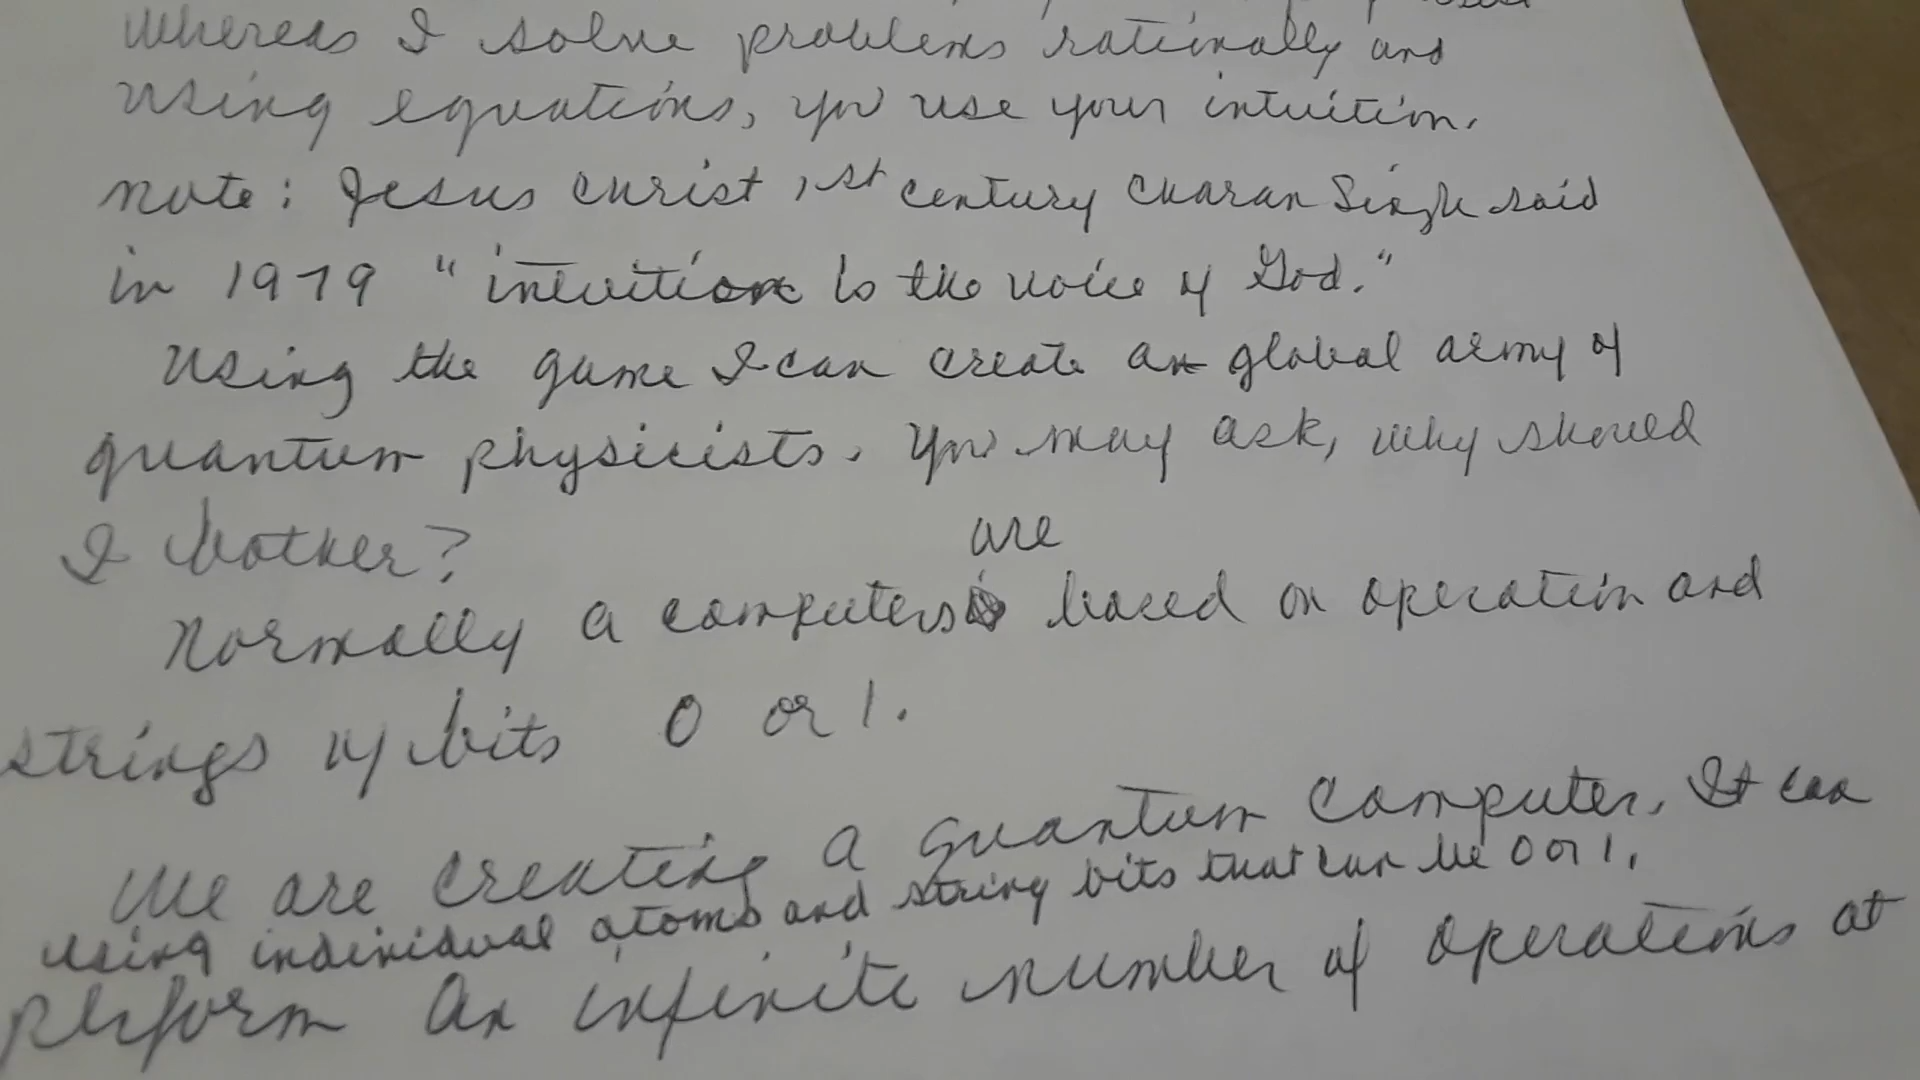 Whereas I solve problems rationally and
using equations, you use your intuition.
Note: Jesus Christ, 1st century Charan Singh said
in 1979 "intuition is the voice of God."
Using the game I can create an global army of
quantum physicists. You may ask, why should
I bother?
are
Normally a computers based on operation and
strings of bits 0 or 1.
We are creating a quantum computer. It can
using individual atoms and string bits that can be 0 or 1.
perform an infinite number of operations at